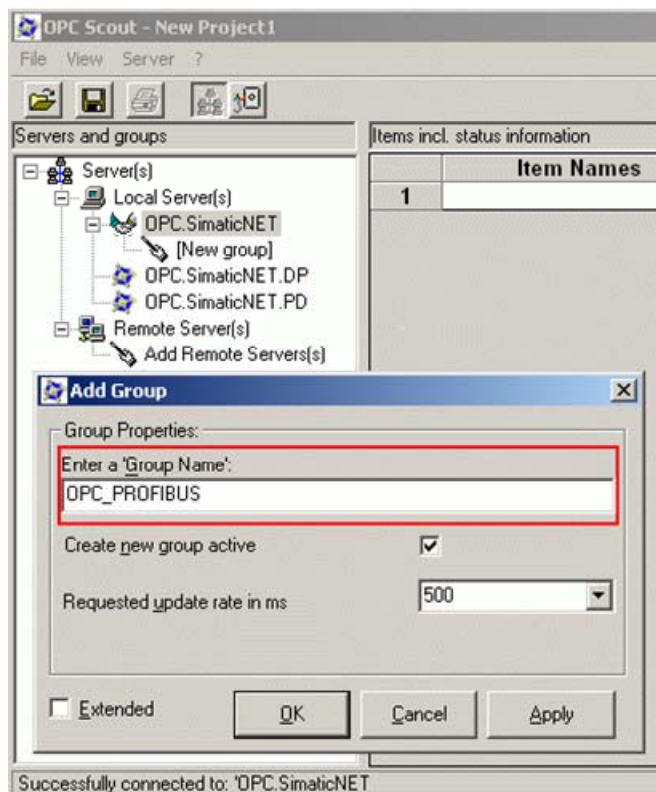 OPC Scout - New Project1
File View Server ?
Servers and groups
Items incl. status information
Item Names
1
Server(s)
Local Server(s)
OPC.SimaticNET
[New group]
OPC.SimaticNET.DP
OPC.SimaticNET.PD
Remote Server(s)
Add Remote Servers(s)
Add Group
Group Properties:
Enter a 'Group Name':
OPC_PROFIBUS
Create new group active
Requested update rate in ms
500
Extended
OK
Cancel
Apply
Successfully connected to: 'OPC.SimaticNET